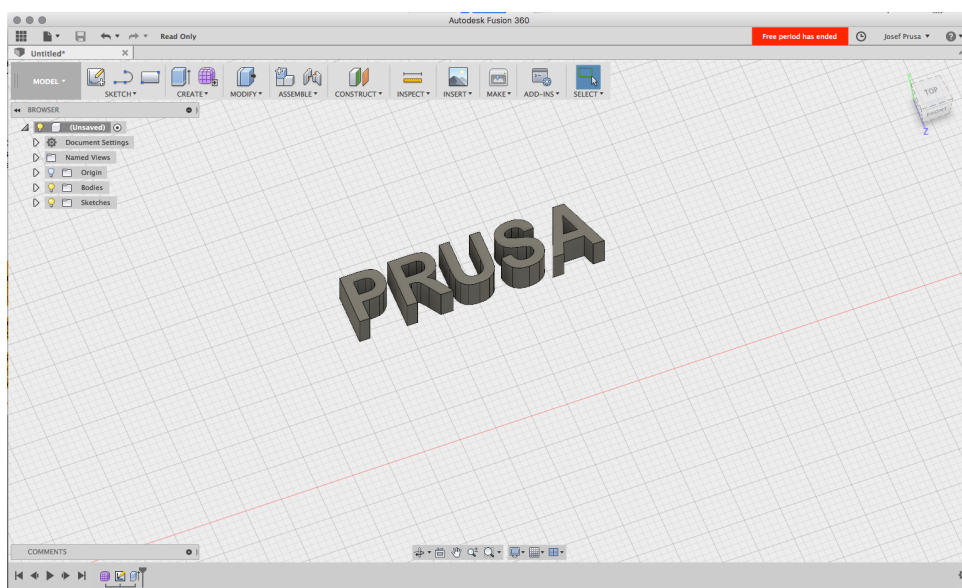 Autodesk Fusion 360
Read Only
Free period has ended
Josef Prusa
Untitled*
MODEL
SKETCH
CREATE
MODIFY
ASSEMBLE
CONSTRUCT
INSPECT
INSERT
MAKE
ADD-INS
SELECT
TOP
FRONT
Z
BROWSER
(Unsaved)
Document Settings
Named Views
Origin
Bodies
Sketches
PRUSA
COMMENTS